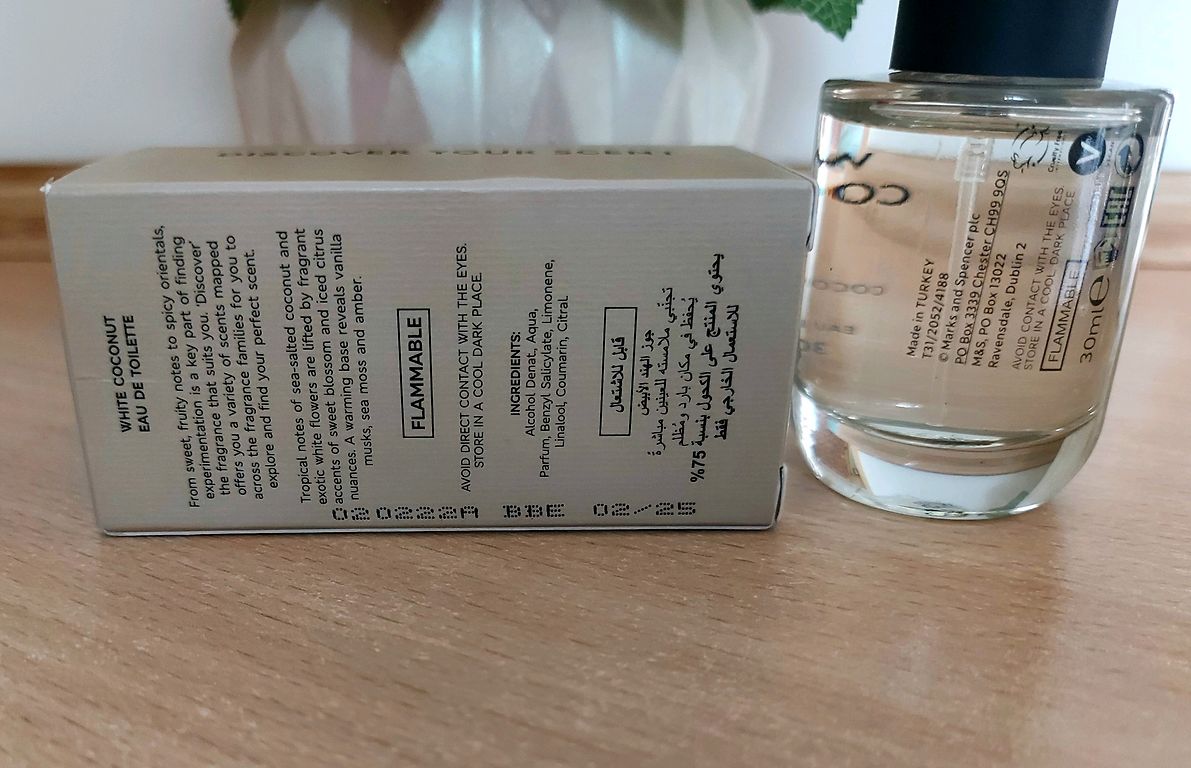 DISCOVER YOUR SCENT
WHITE COCONUT
EAU DE TOILETTE
From sweet, fruity notes to spicy orientals,
experimentation is a key part of finding
the fragrance that suits you. 'Discover'
offers you a variety of scents mapped
across the fragrance families for you to
explore and find your perfect scent.
Tropical notes of sea-salted coconut and
exotic white flowers are lifted by fragrant
accents of sweet blossom and iced citrus
nuances. A warming base reveals vanilla
musks, sea moss and amber.
FLAMMABLE
AVOID DIRECT CONTACT WITH THE EYES.
STORE IN A COOL DARK PLACE.
INGREDIENTS:
Alcohol Denat., Aqua,
Parfum, Benzyl Salicylate, Limonene,
Linalool, Coumarin, Citral
قابل للاشتعال
جوز الهند الأبيض
تجنبي ملامسته للعينين مباشرة
يُحفظ في مكان بارد ومظلل
يحتوي المنتج على الكحول بنسبة 75%
للاستعمال الخارجي فقط
02/25
Made in TURKEY
T31/2052/4188
© Marks and Spencer plc
PO Box 3339 Chester CH99 9QS
M&S, PO Box 13022
Ravensdale, Dublin 2
AVOID CONTACT WITH THE EYES
STORE IN A COOL DARK PLACE
FLAMMABLE
30ml e
V